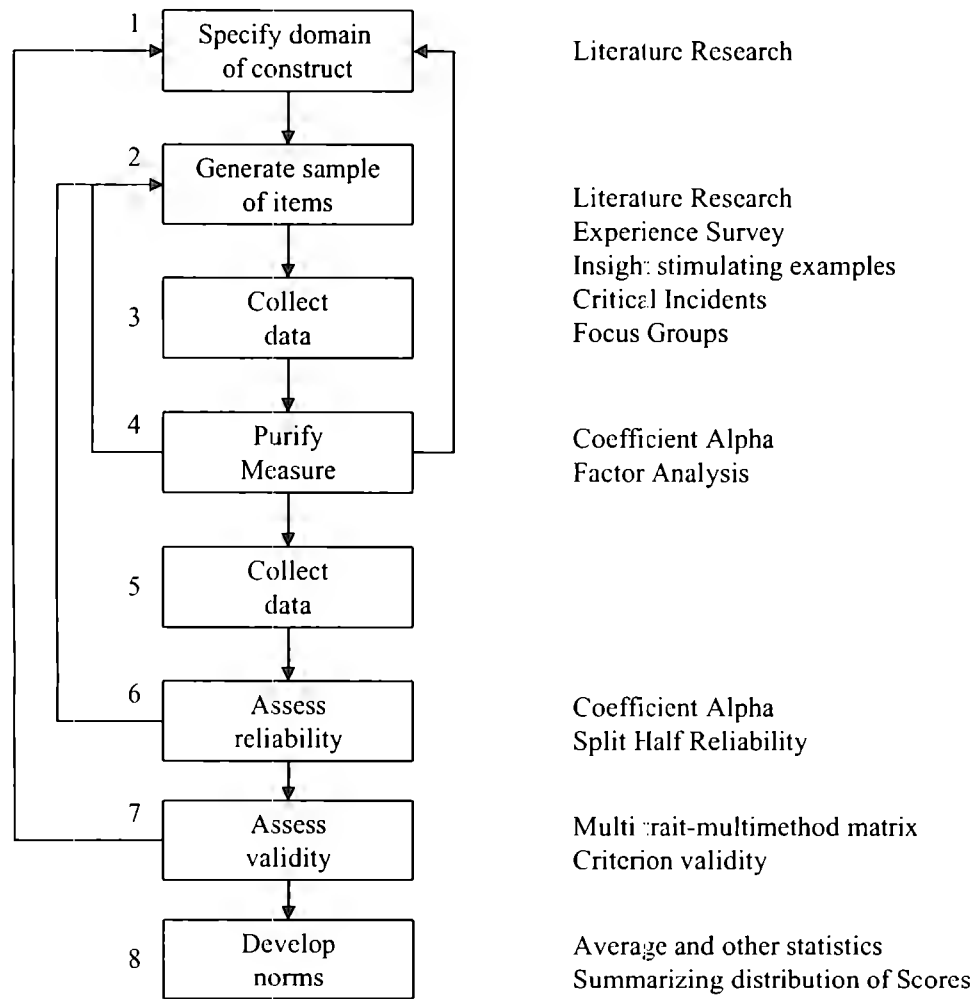 1
Specify domain
of construct
Literature Research
2
Generate sample
of items
Literature Research
Experience Survey
Insight stimulating examples
Critical Incidents
Focus Groups
3
Collect
data
4
Purify
Measure
Coefficient Alpha
Factor Analysis
5
Collect
data
6
Assess
reliability
Coefficient Alpha
Split Half Reliability
7
Assess
validity
Multi trait-multimethod matrix
Criterion validity
8
Develop
norms
Average and other statistics
Summarizing distribution of Scores